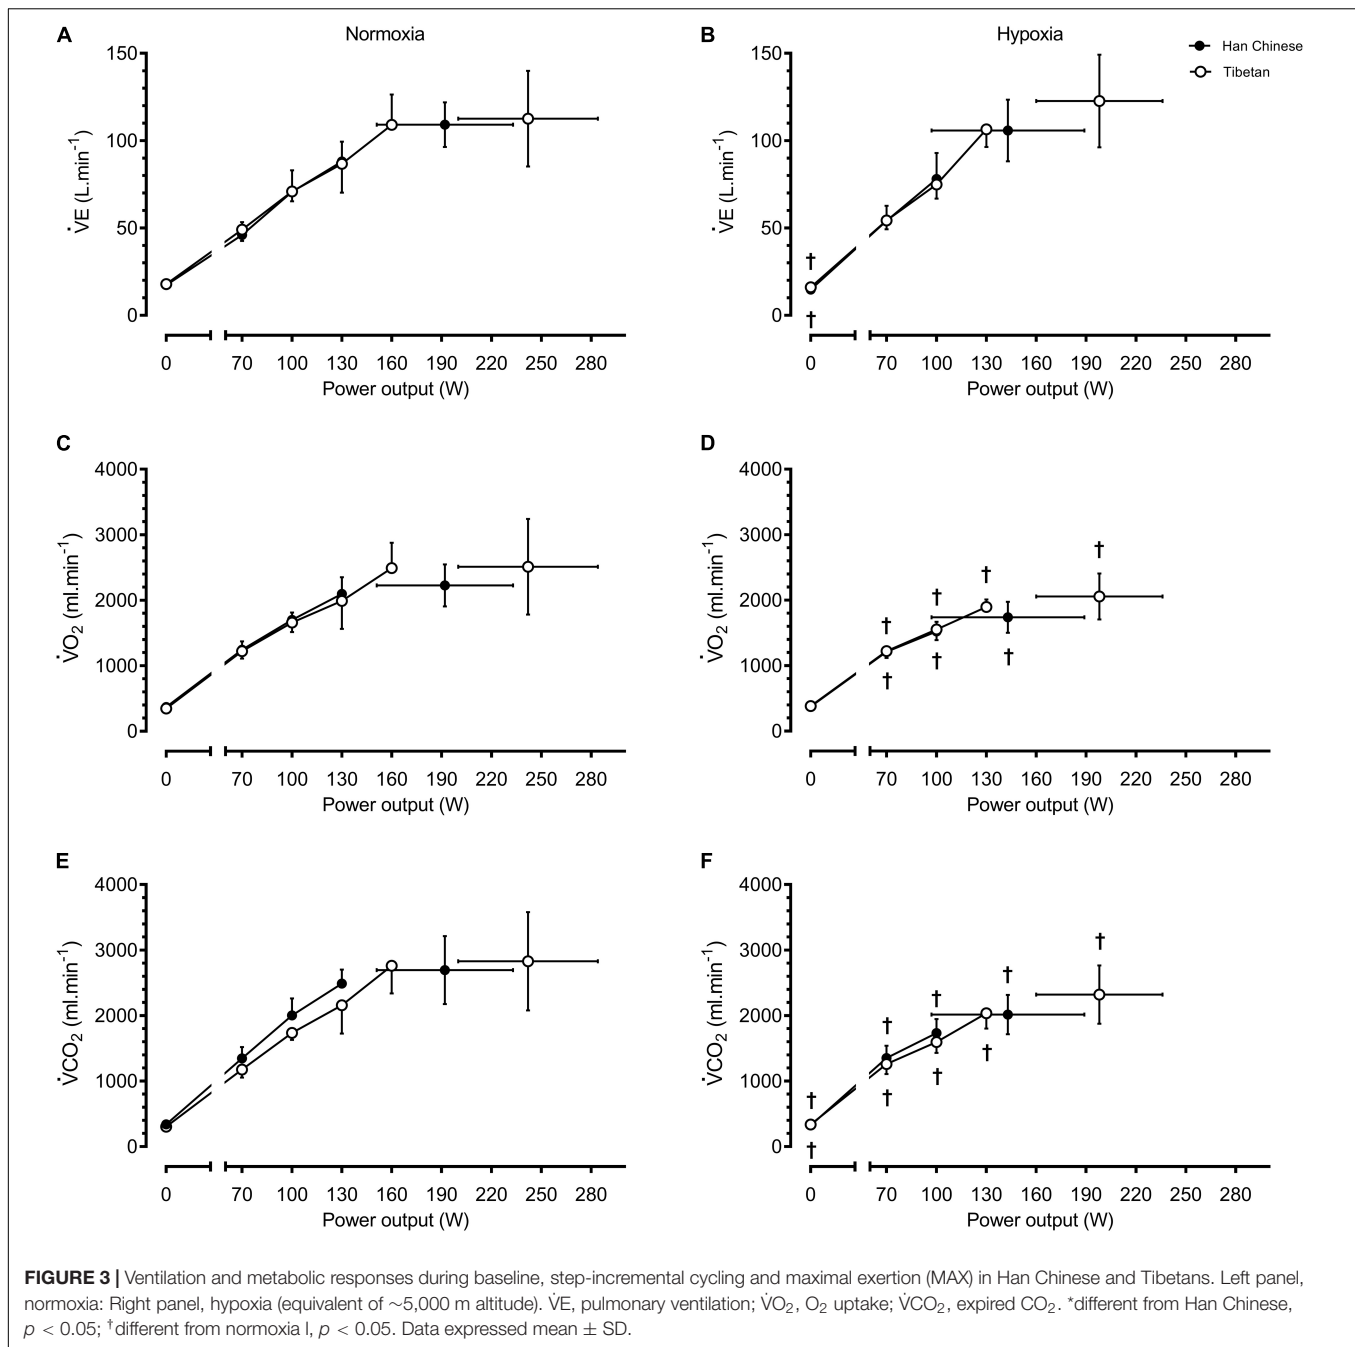 A
Normoxia
B
Hypoxia
Han Chinese
Tibetan
150
100
50
0
V̇E (L.min⁻¹)
0 70 100 130 160 190 220 250 280
Power output (W)
150
100
50
0
V̇E (L.min⁻¹)
†
†
0 70 100 130 160 190 220 250 280
Power output (W)
C
4000
3000
2000
1000
0
V̇O₂ (ml.min⁻¹)
0 70 100 130 160 190 220 250 280
Power output (W)
D
4000
3000
2000
1000
0
V̇O₂ (ml.min⁻¹)
† † † †
† † †
0 70 100 130 160 190 220 250 280
Power output (W)
E
4000
3000
2000
1000
0
V̇CO₂ (ml.min⁻¹)
0 70 100 130 160 190 220 250 280
Power output (W)
F
4000
3000
2000
1000
0
V̇CO₂ (ml.min⁻¹)
† † † † †
† † † †
0 70 100 130 160 190 220 250 280
Power output (W)
FIGURE 3 | Ventilation and metabolic responses during baseline, step-incremental cycling and maximal exertion (MAX) in Han Chinese and Tibetans. Left panel,
normoxia: Right panel, hypoxia (equivalent of ~5,000 m altitude). V̇E, pulmonary ventilation; V̇O₂, O₂ uptake; V̇CO₂, expired CO₂. *different from Han Chinese,
p < 0.05; †different from normoxia I, p < 0.05. Data expressed mean ± SD.